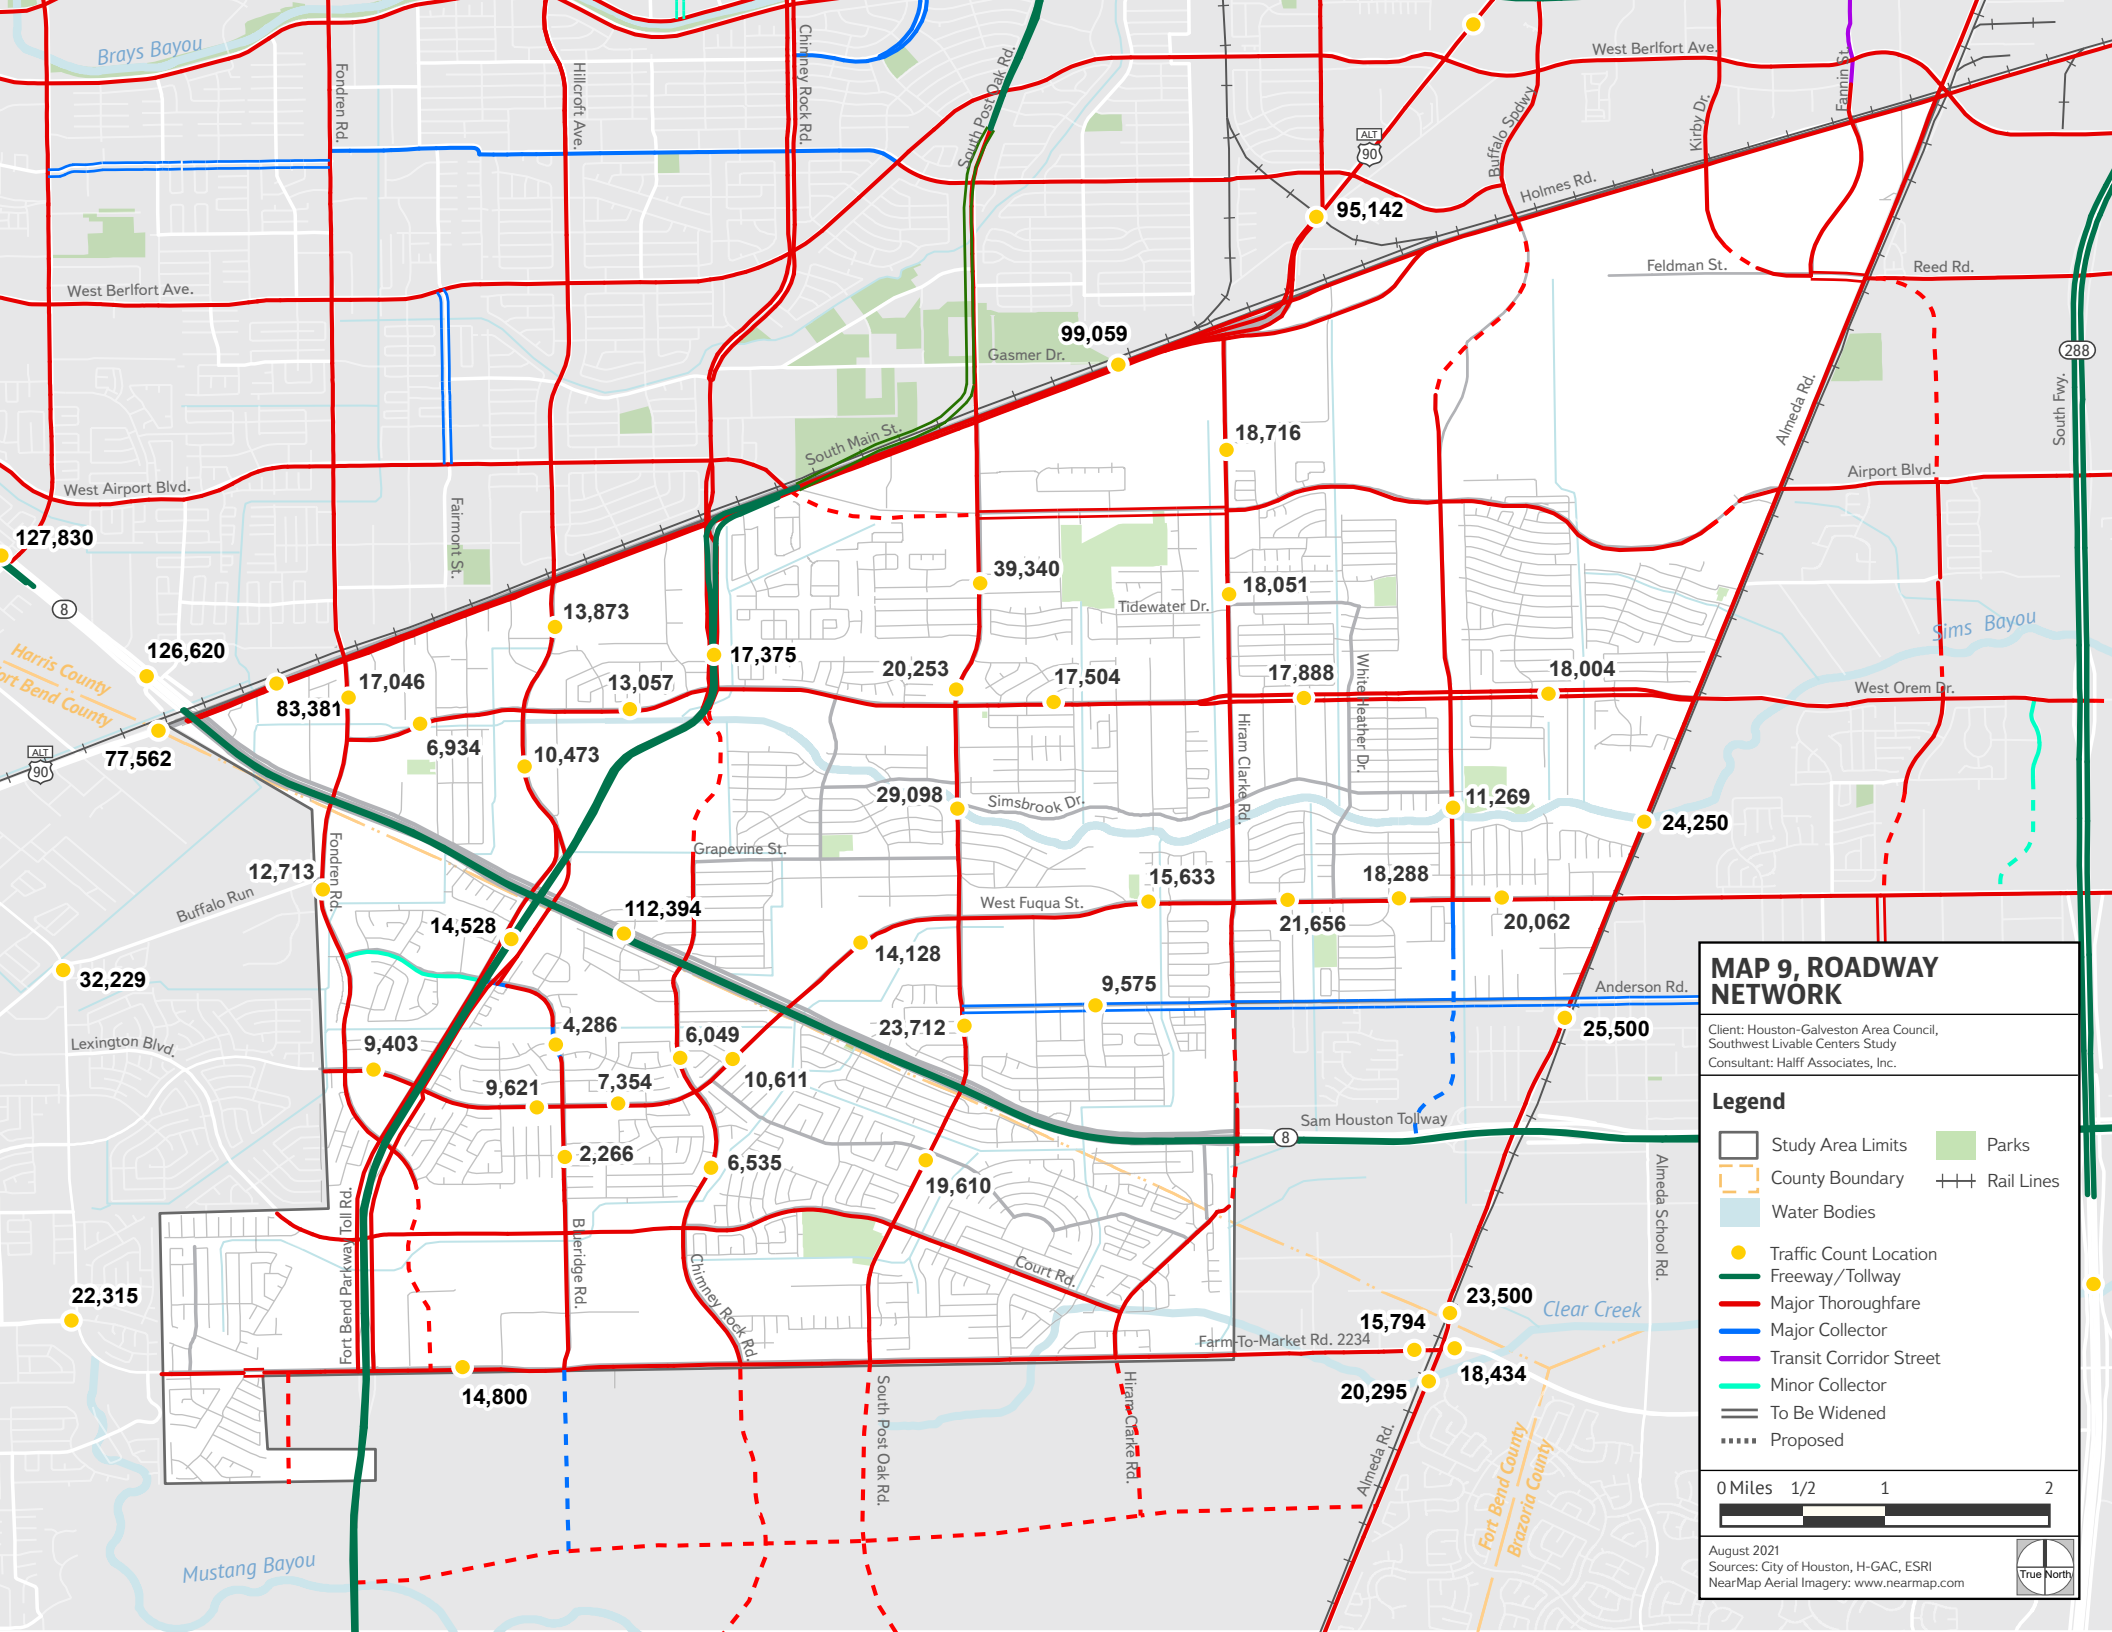 Brays Bayou
Fondren Rd.
Hillcroft Ave.
Chimney Rock Rd.
South Post Oak Rd.
West Berlfort Ave.
Buffalo Spdwy
Kirby Dr.
Fannin St.
ALT
90
95,142
Holmes Rd.
Feldman St.
Reed Rd.
West Berlfort Ave.
99,059
Gasmer Dr.
288
South Fwy.
Almeda Rd.
South Main St.
18,716
West Airport Blvd.
Airport Blvd.
Fairmont St.
127,830
8
39,340
18,051
Tidewater Dr.
13,873
Sims Bayou
Harris County
Fort Bend County
126,620
17,375
17,046
83,381
13,057
20,253
17,504
17,888
18,004
West Orem Dr.
White Heather Dr.
Hiram Clarke Rd.
77,562
ALT
90
6,934
10,473
29,098
Simsbrook Dr.
11,269
24,250
Grapevine St.
Fondren Rd.
12,713
Buffalo Run
15,633
18,288
West Fuqua St.
14,528
112,394
21,656
20,062
14,128
32,229
9,575
Anderson Rd.
4,286
6,049
23,712
25,500
Lexington Blvd.
9,403
9,621
7,354
10,611
Sam Houston Tollway
8
2,266
6,535
19,610
Almeda School Rd.
Fort Bend Parkway Toll Rd.
Blueridge Rd.
Chimney Rock Rd.
Court Rd.
22,315
23,500
Clear Creek
15,794
Farm-To-Market Rd. 2234
18,434
20,295
14,800
South Post Oak Rd.
Hiram Clarke Rd.
Almeda Rd.
Fort Bend County
Brazoria County
Mustang Bayou
MAP 9, ROADWAY
NETWORK
Client: Houston-Galveston Area Council,
Southwest Livable Centers Study
Consultant: Halff Associates, Inc.
Legend
Study Area Limits
Parks
County Boundary
Rail Lines
Water Bodies
Traffic Count Location
Freeway/Tollway
Major Thoroughfare
Major Collector
Transit Corridor Street
Minor Collector
To Be Widened
Proposed
0 Miles 1/2 1 2
August 2021
Sources: City of Houston, H-GAC, ESRI
NearMap Aerial Imagery: www.nearmap.com
True North